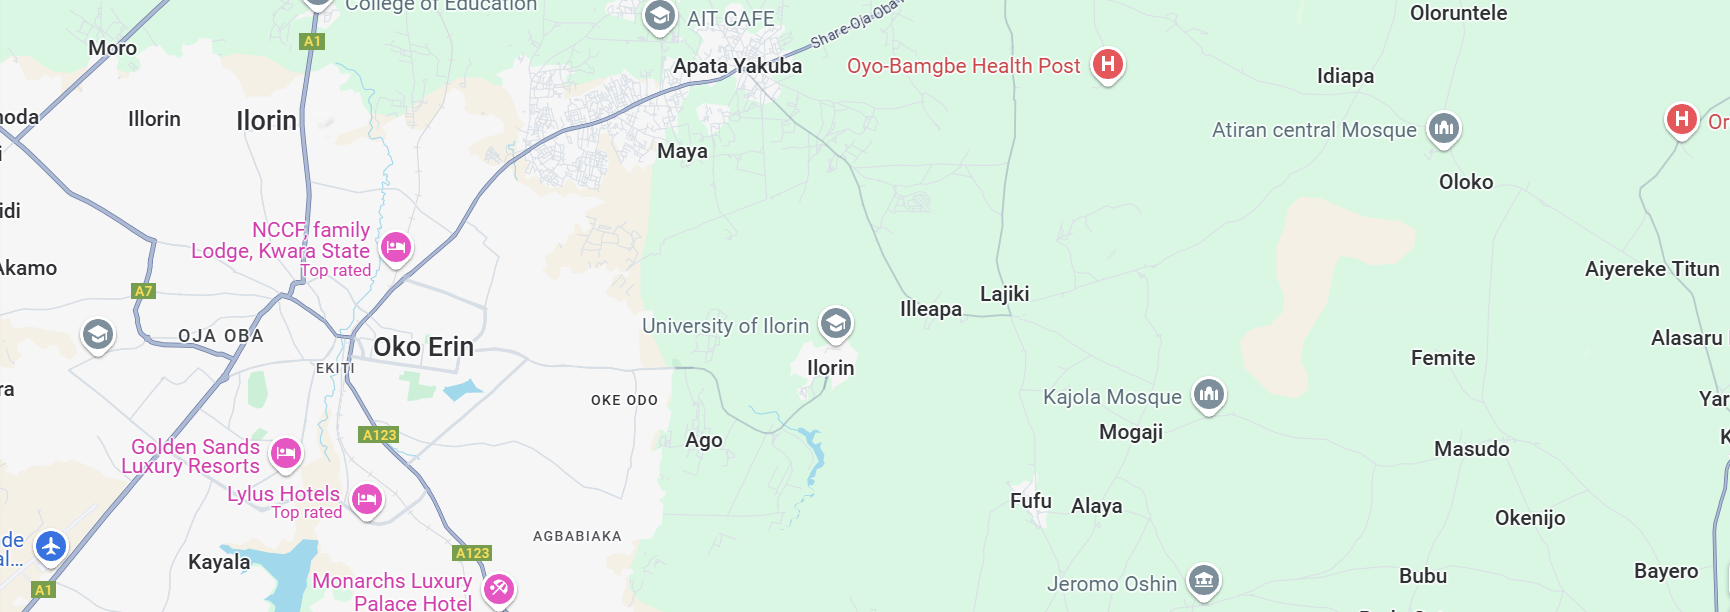 College of Education
AIT CAFE
Share-Oja-Oba
Oloruntele
A1
Moro
Apata Yakuba
Oyo-Bamgbe Health Post
Idiapa
Illorin
Ilorin
Atiran central Mosque
Maya
Oloko
NCCF family
Lodge, Kwara State
Top rated
Aiyereke Titun
A7
Illeapa
Lajiki
University of Ilorin
OJA OBA
Oko Erin
EKITI
Ilorin
Alasaru
Femite
OKE ODO
Kajola Mosque
A123
Ago
Mogaji
Masudo
Golden Sands
Luxury Resorts
Lylus Hotels
Top rated
Fufu
Alaya
Okenijo
AGBABIAKA
A123
Kayala
A1
Monarchs Luxury
Palace Hotel
Jeromo Oshin
Bubu
Bayero